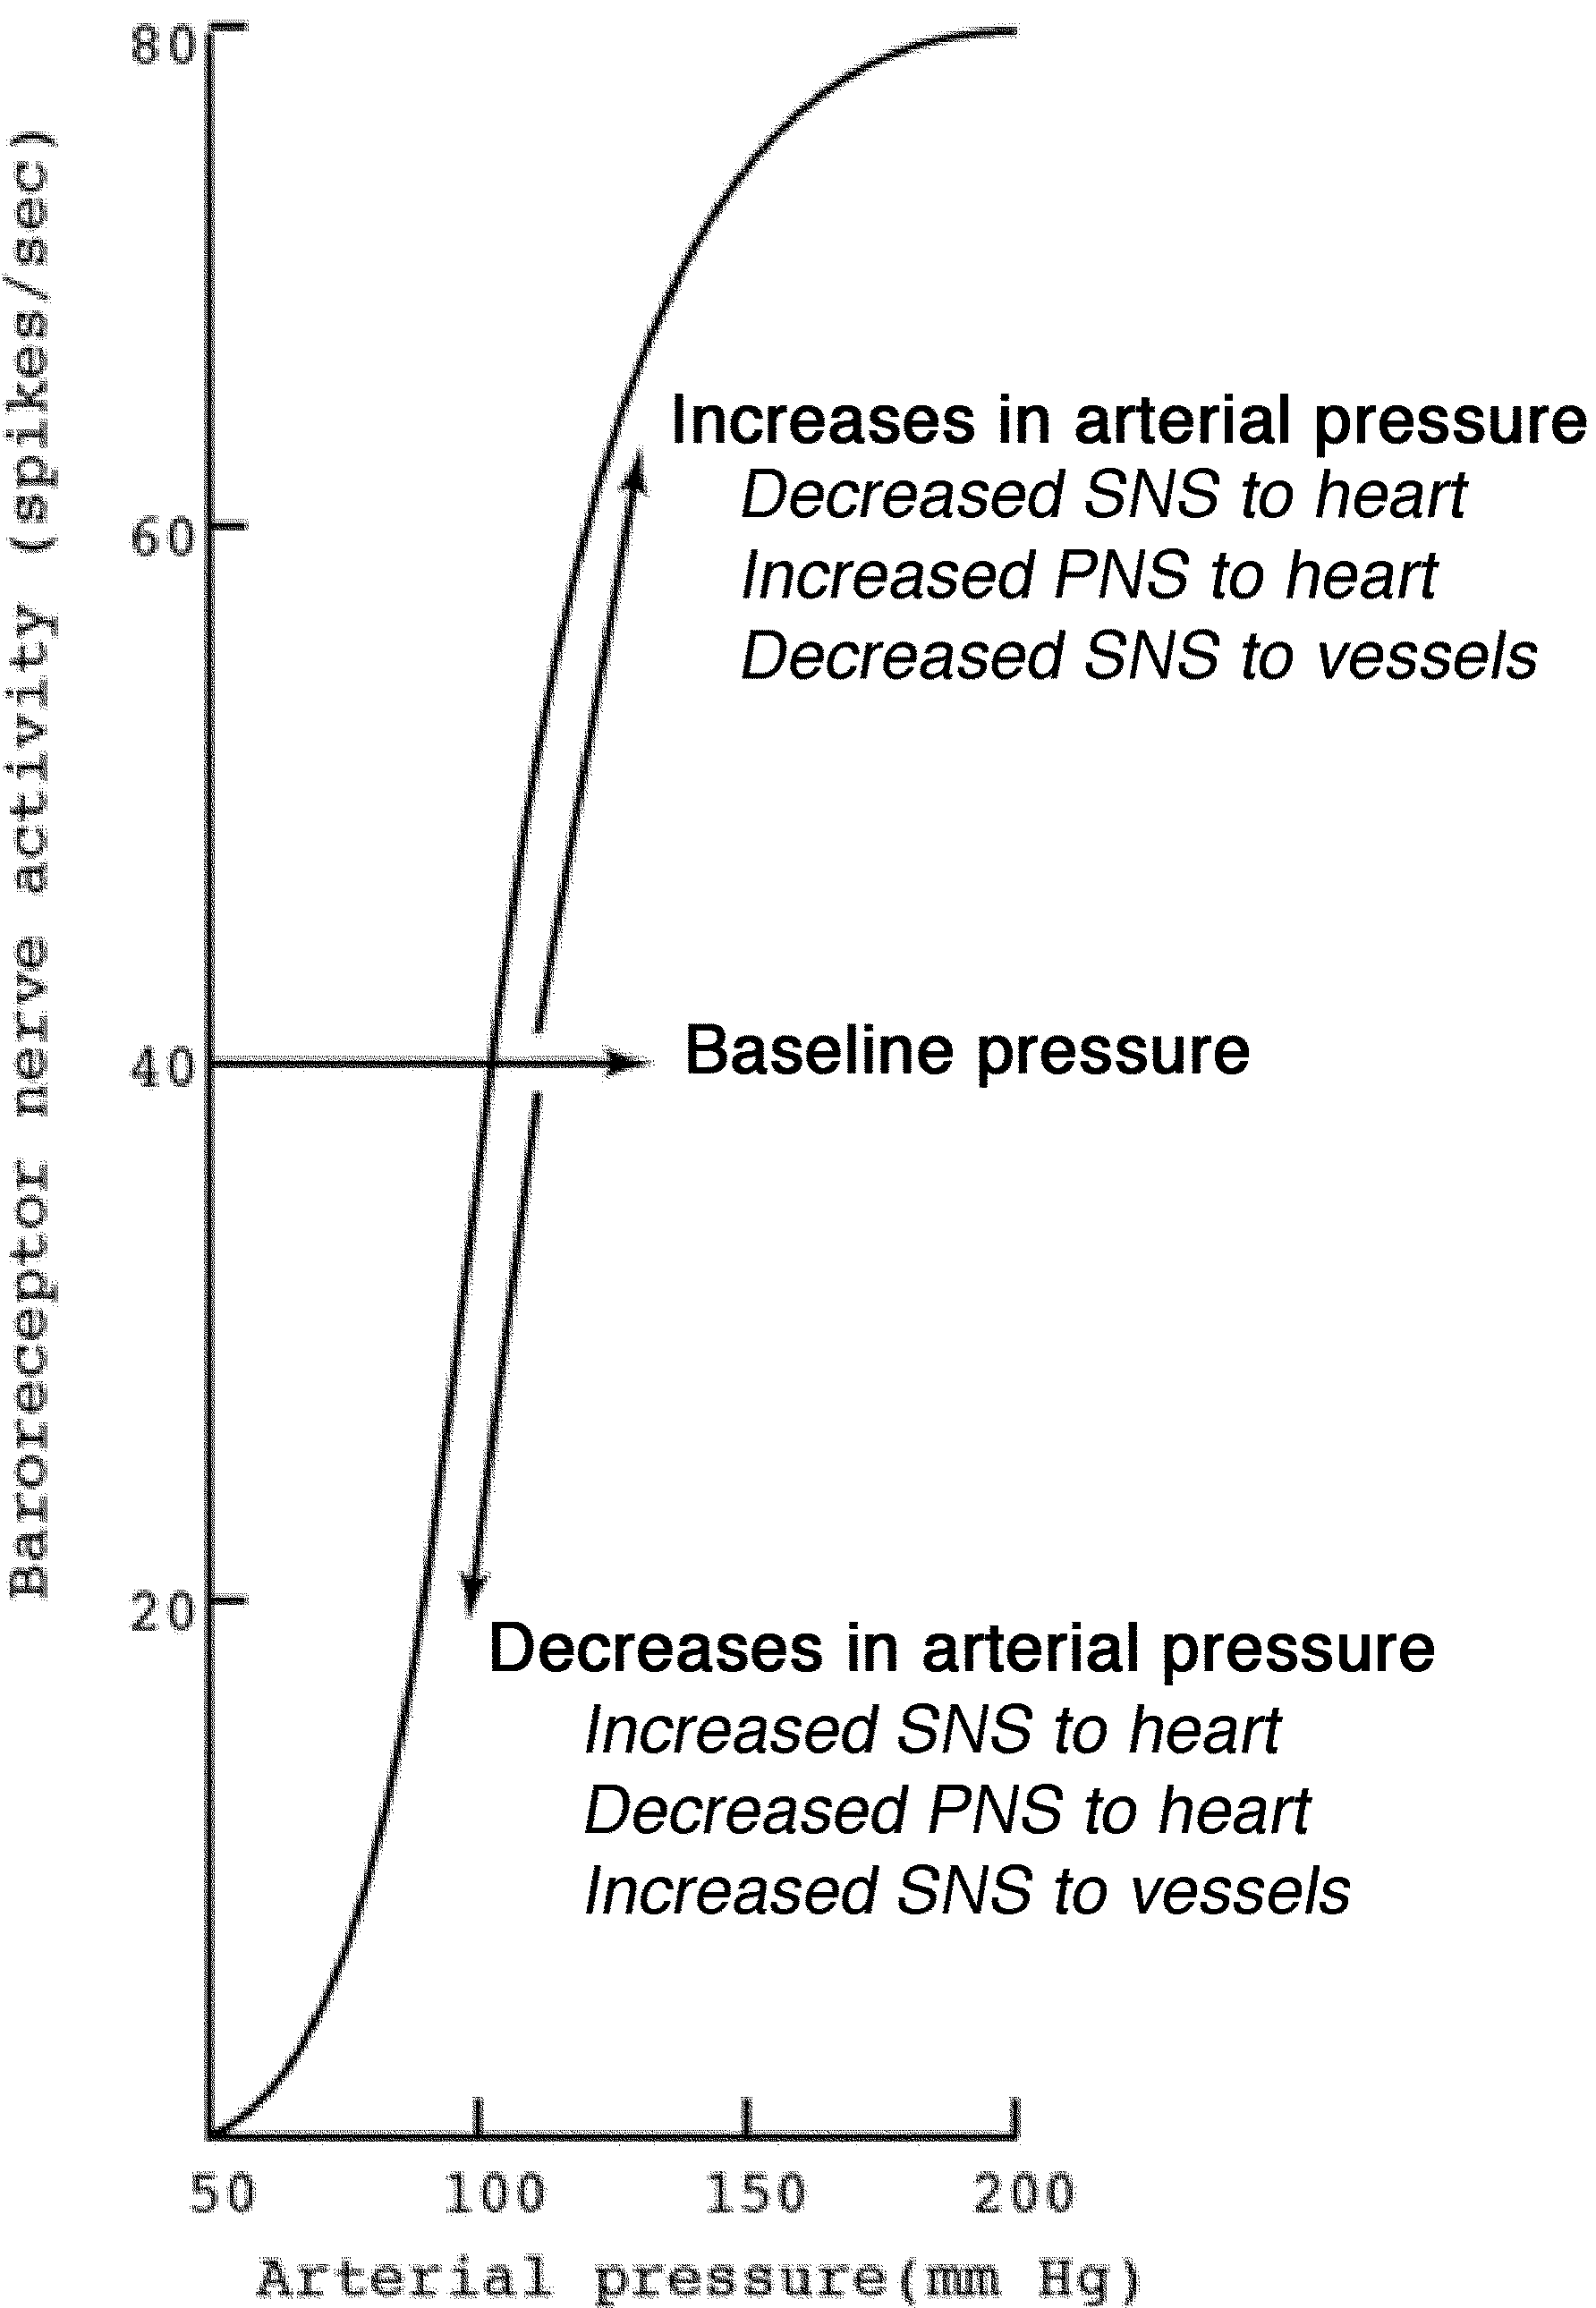 Baroreceptor nerve activity (spikes/sec)
80
60
40
20
Increases in arterial pressure
Decreased SNS to heart
Increased PNS to heart
Decreased SNS to vessels
Baseline pressure
Decreases in arterial pressure
Increased SNS to heart
Decreased PNS to heart
Increased SNS to vessels
50 100 150 200
Arterial pressure(mm Hg)